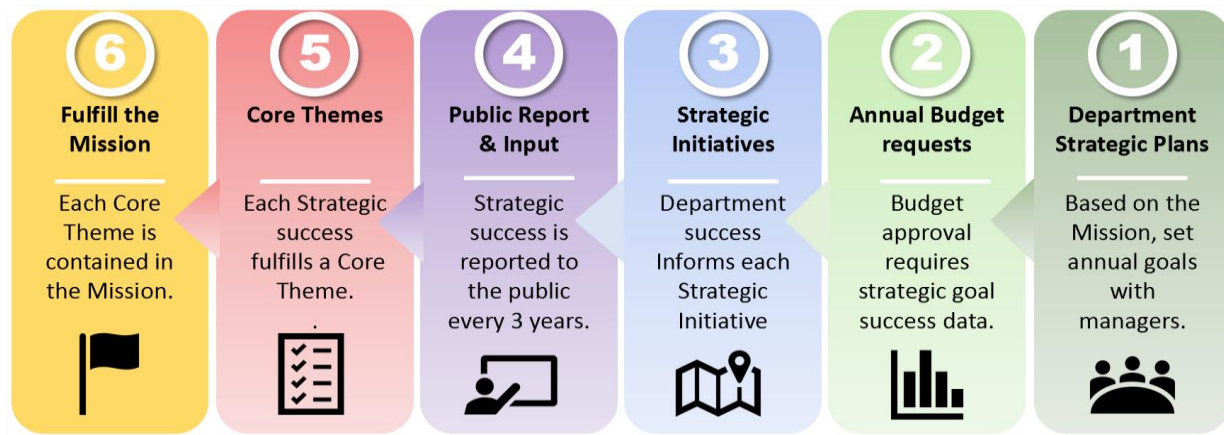 6
Fulfill the
Mission
Each Core
Theme is
contained in
the Mission.
5
Core Themes
Each Strategic
success
fulfills a Core
Theme.
.
4
Public Report
& Input
Strategic
success is
reported to
the public
every 3 years.
3
Strategic
Initiatives
Department
success
Informs each
Strategic
Initiative
2
Annual Budget
requests
Budget
approval
requires
strategic goal
success data.
1
Department
Strategic Plans
Based on the
Mission, set
annual goals
with
managers.